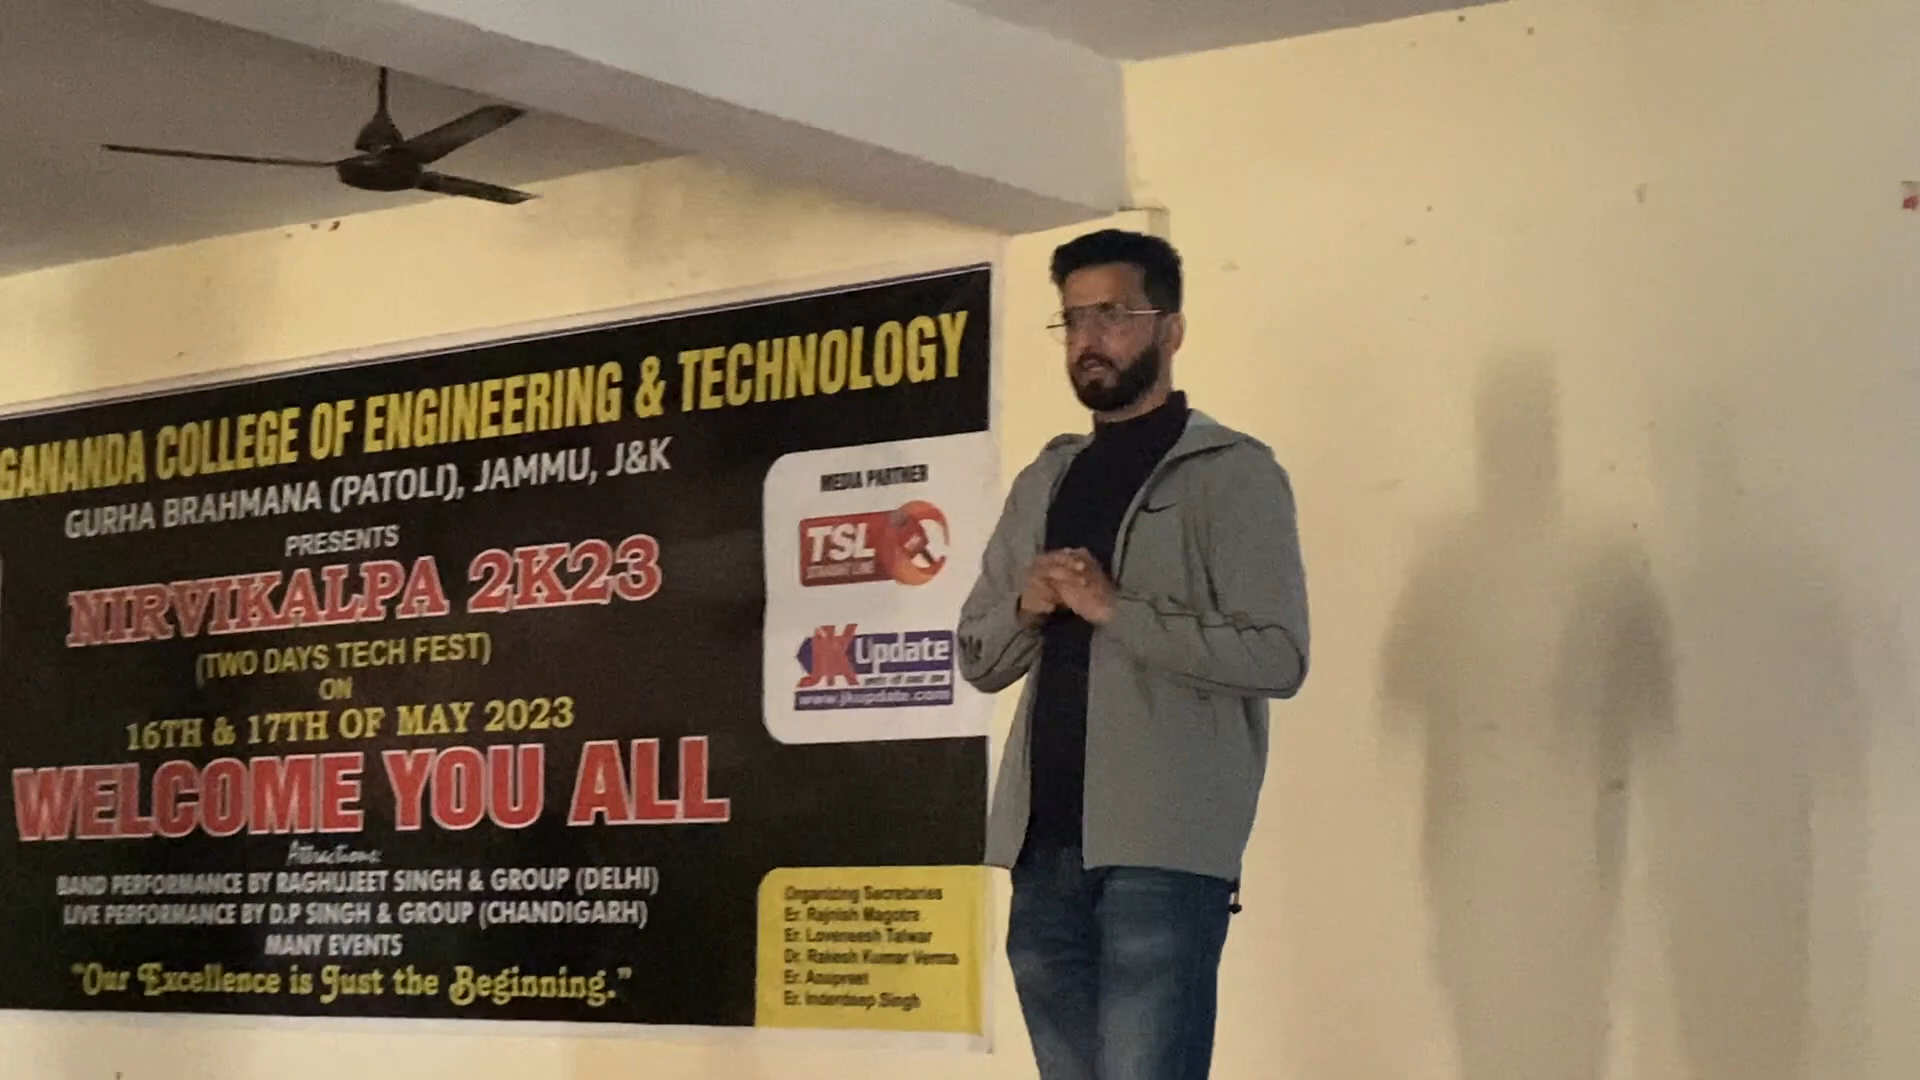 GANANDA COLLEGE OF ENGINEERING & TECHNOLOGY
GURHA BRAHMANA (PATOLI), JAMMU, J&K
PRESENTS
NIRVIKALPA 2K23
(TWO DAYS TECH FEST)
ON
16TH & 17TH OF MAY 2023
WELCOME YOU ALL
Attractions:
BAND PERFORMANCE BY RAGHUJEET SINGH & GROUP (DELHI)
LIVE PERFORMANCE BY D.P SINGH & GROUP (CHANDIGARH)
MANY EVENTS
"Our Excellence is Just the Beginning."
MEDIA PARTNER
TSL
STRAIGHT LINE
JK Update
www.jkupdate.com
Organizing Secretaries
Er. Rajnish Magotra
Er. Loveneesh Talwar
Dr. Rakesh Kumar Verma
Er. Anupreet
Er. Inderdeep Singh